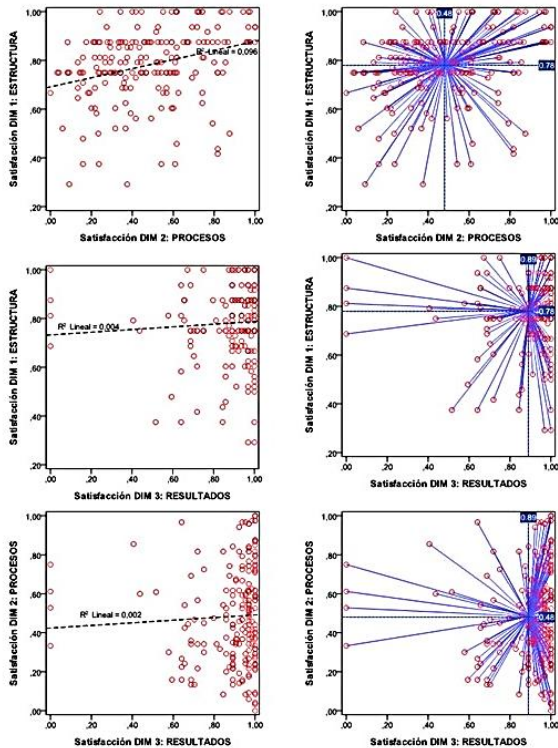 1,00
,80
,60
,40
,20
Satisfacción DIM 1: ESTRUCTURA
R² Lineal = 0,096
,00 ,20 ,40 ,60 ,80 1,00
Satisfacción DIM 2: PROCESOS
1,00
,80
,60
,40
,20
Satisfacción DIM 1: ESTRUCTURA
0.48
0.78
,00 ,20 ,40 ,60 ,80 1,00
Satisfacción DIM 2: PROCESOS
1,00
,80
,60
,40
,20
Satisfacción DIM 1: ESTRUCTURA
R² Lineal = 0,004
,00 ,20 ,40 ,60 ,80 1,00
Satisfacción DIM 3: RESULTADOS
1,00
,80
,60
,40
,20
Satisfacción DIM 1: ESTRUCTURA
0.89
0.78
,00 ,20 ,40 ,60 ,80 1,00
Satisfacción DIM 3: RESULTADOS
1,00
,80
,60
,40
,20
,00
Satisfacción DIM 2: PROCESOS
R² Lineal = 0,002
,00 ,20 ,40 ,60 ,80 1,00
Satisfacción DIM 3: RESULTADOS
1,00
,80
,60
,40
,20
,00
Satisfacción DIM 2: PROCESOS
0.89
0.48
,00 ,20 ,40 ,60 ,80 1,00
Satisfacción DIM 3: RESULTADOS